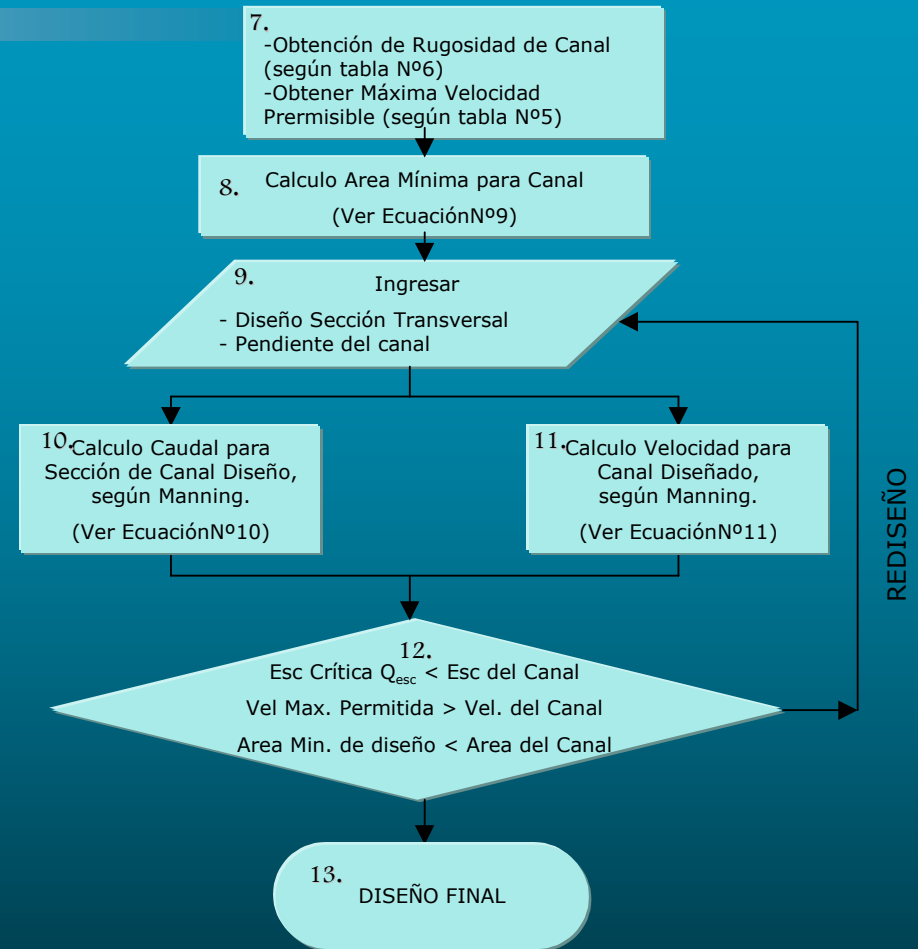 7.
-Obtención de Rugosidad de Canal
(según tabla Nº6)
-Obtener Máxima Velocidad
Prermisible (según tabla Nº5)
8. Calculo Area Mínima para Canal
(Ver EcuaciónNº9)
9. Ingresar
- Diseño Sección Transversal
- Pendiente del canal
10. Calculo Caudal para
Sección de Canal Diseño,
según Manning.
(Ver EcuaciónNº10)
11. Calculo Velocidad para
Canal Diseñado,
según Manning.
(Ver EcuaciónNº11)
REDISEÑO
12.
Esc Crítica Qesc < Esc del Canal
Vel Max. Permitida > Vel. del Canal
Area Min. de diseño < Area del Canal
13.
DISEÑO FINAL